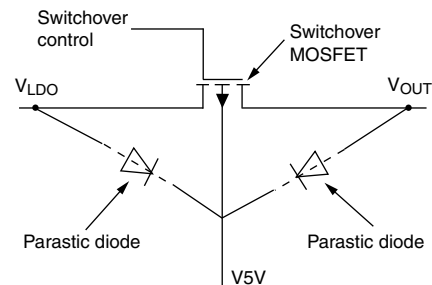 Switchover
control
Switchover
MOSFET
VLDO
VOUT
Parastic diode
Parastic diode
V5V